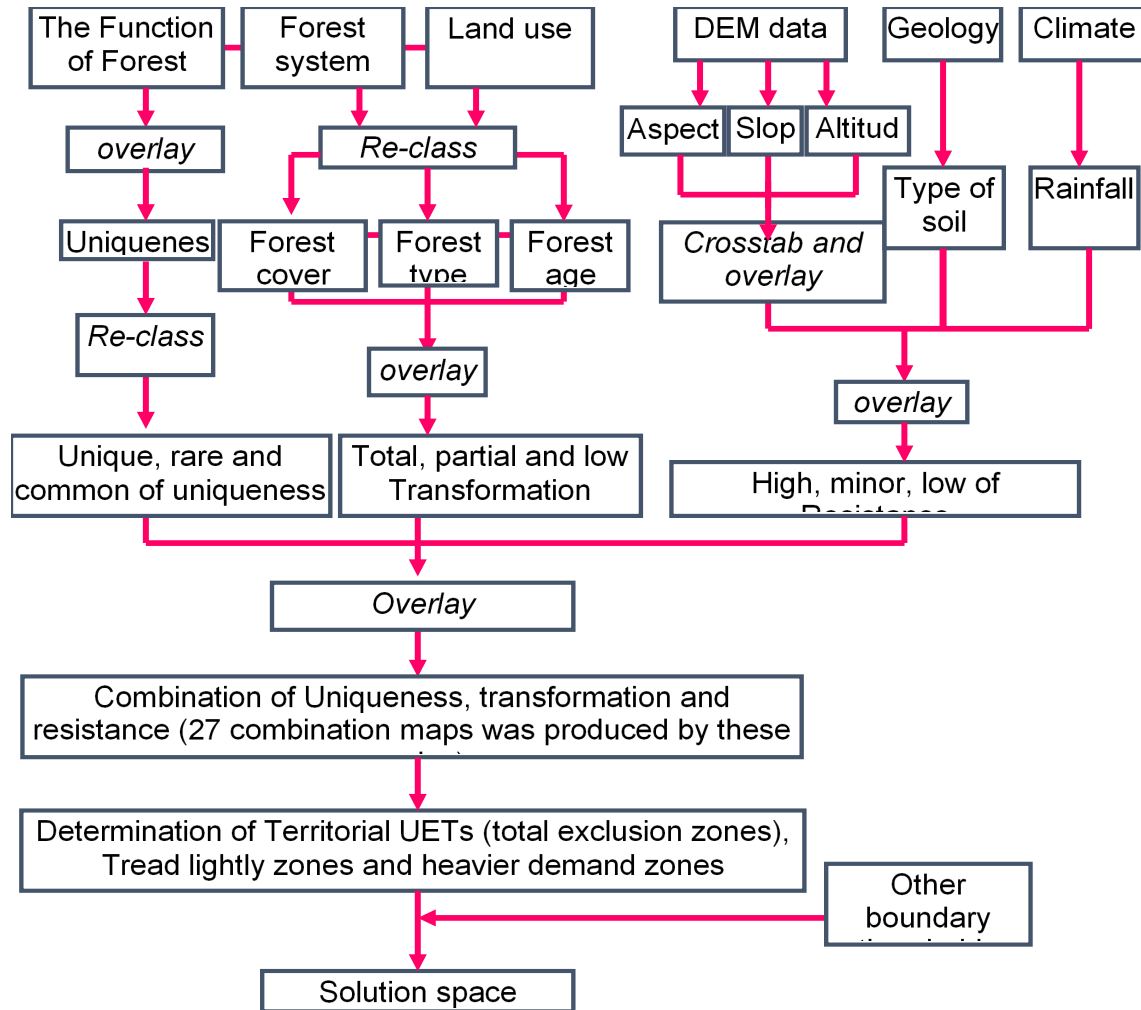 The Function
of Forest
Forest
system
Land use
DEM data
Geology
Climate
overlay
Re-class
Aspect
Slop
Altitud
Uniquenes
Forest
cover
Forest
type
Forest
age
Crosstab and
overlay
Type of
soil
Rainfall
Re-class
overlay
overlay
Unique, rare and
common of uniqueness
Total, partial and low
Transformation
High, minor, low of
Resistance
Overlay
Combination of Uniqueness, transformation and
resistance (27 combination maps was produced by these
Determination of Territorial UETs (total exclusion zones),
Tread lightly zones and heavier demand zones
Other
boundary
Solution space